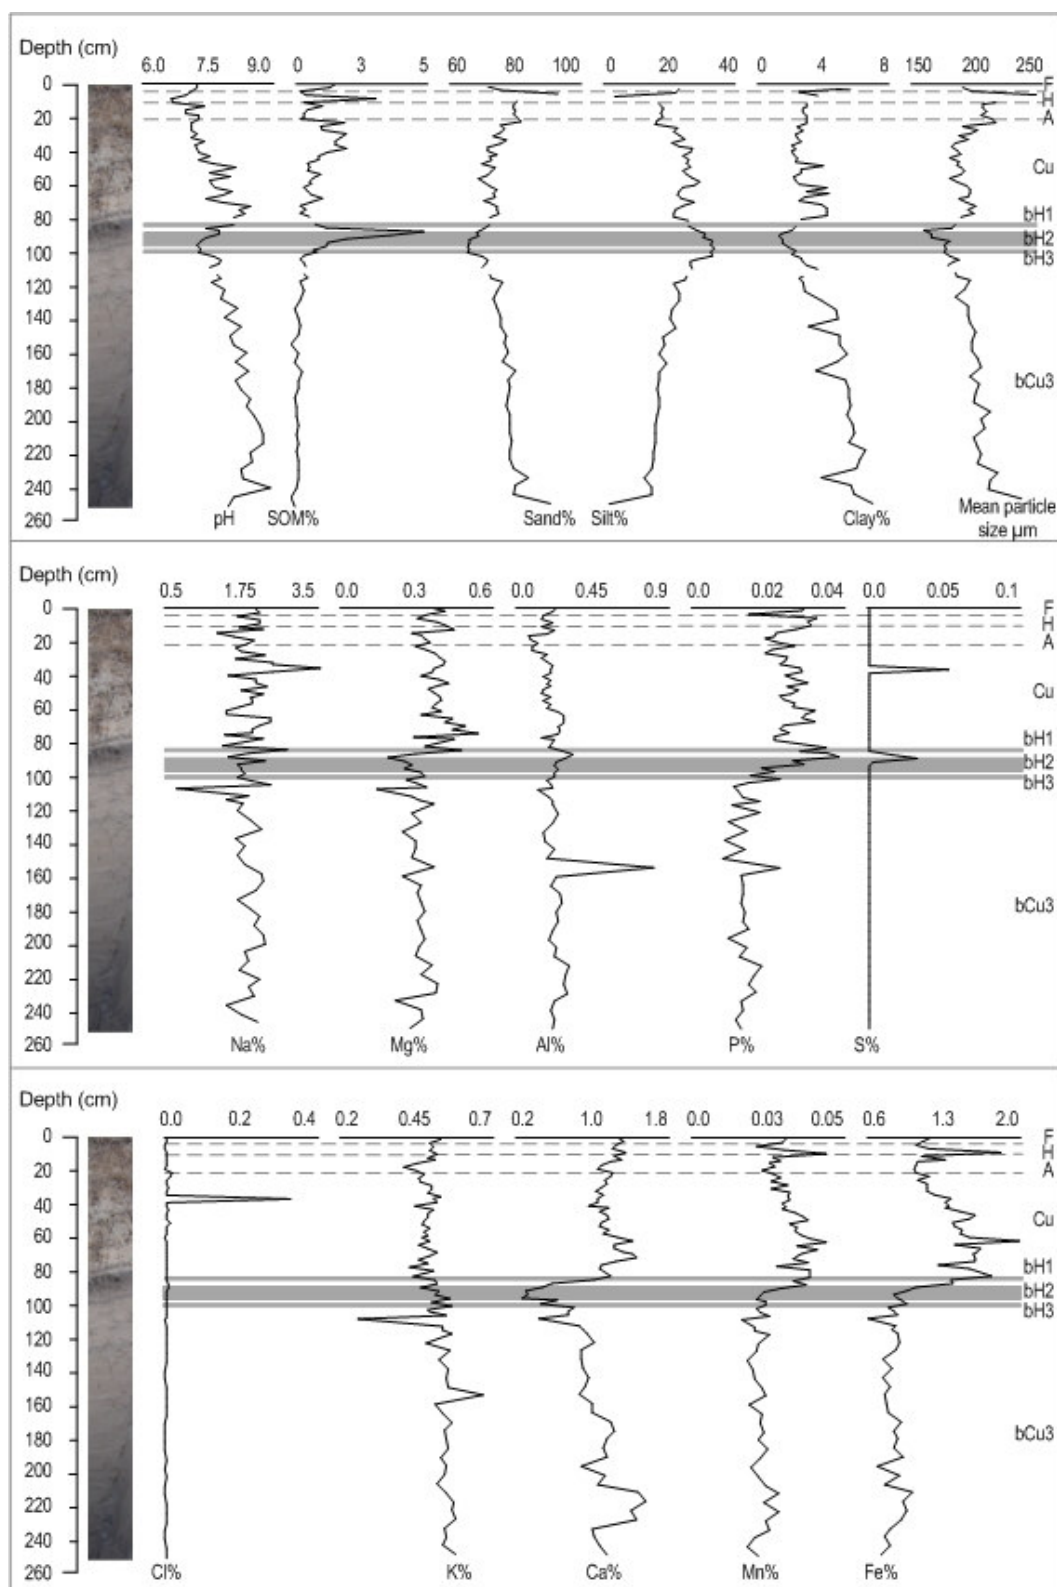 Depth (cm)
6.0 7.5 9.0 0 3 5 60 80 100 0 20 40 0 4 8 150 200 250
0 F
H
20 A
40
Cu
60
80 bH1
bH2
100 bH3
120
140
160
bCu3
180
200
220
240
260
pH SOM% Sand% Silt% Clay% Mean particle
size µm
Depth (cm)
0.5 1.75 3.5 0.0 0.3 0.6 0.0 0.45 0.9 0.0 0.02 0.04 0.0 0.05 0.1
0 F
H
20 A
40
Cu
60
80 bH1
bH2
100 bH3
120
140
160
180 bCu3
200
220
240
260 Na% Mg% Al% P% S%
Depth (cm)
0.0 0.2 0.4 0.2 0.45 0.7 0.2 1.0 1.8 0.0 0.03 0.05 0.6 1.3 2.0
0 F
H
20 A
40
Cu
60
80 bH1
bH2
100 bH3
120
140
160
180 bCu3
200
220
240
260 Cl% K% Ca% Mn% Fe%